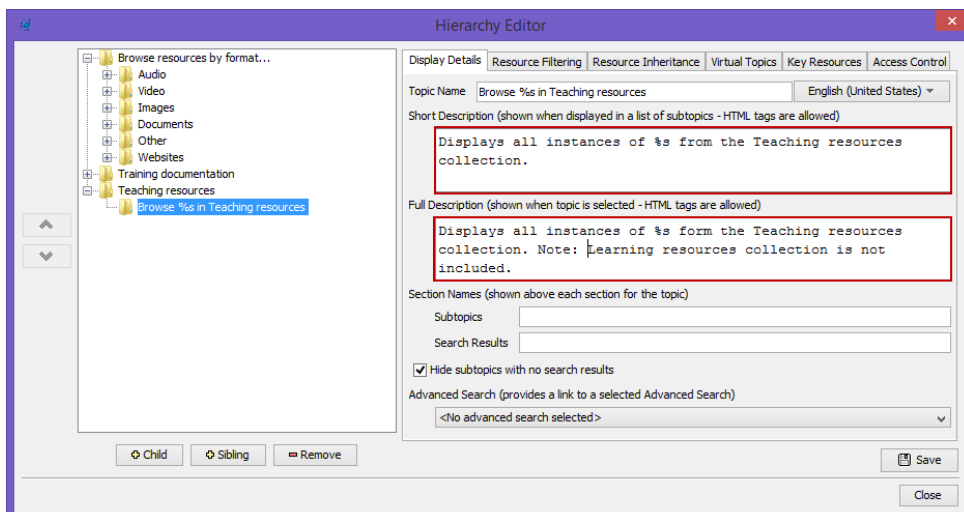 Hierarchy Editor
Browse resources by format...
Audio
Video
Images
Documents
Other
Websites
Training documentation
Teaching resources
Browse %s in Teaching resources
Child Sibling Remove
Display Details Resource Filtering Resource Inheritance Virtual Topics Key Resources Access Control
Topic Name Browse %s in Teaching resources English (United States)
Short Description (shown when displayed in a list of subtopics - HTML tags are allowed)
Displays all instances of %s from the Teaching resources
collection.
Full Description (shown when topic is selected - HTML tags are allowed)
Displays all instances of %s form the Teaching resources
collection. Note: Learning resources collection is not
included.
Section Names (shown above each section for the topic)
Subtopics
Search Results
Hide subtopics with no search results
Advanced Search (provides a link to a selected Advanced Search)
<No advanced search selected>
Save
Close